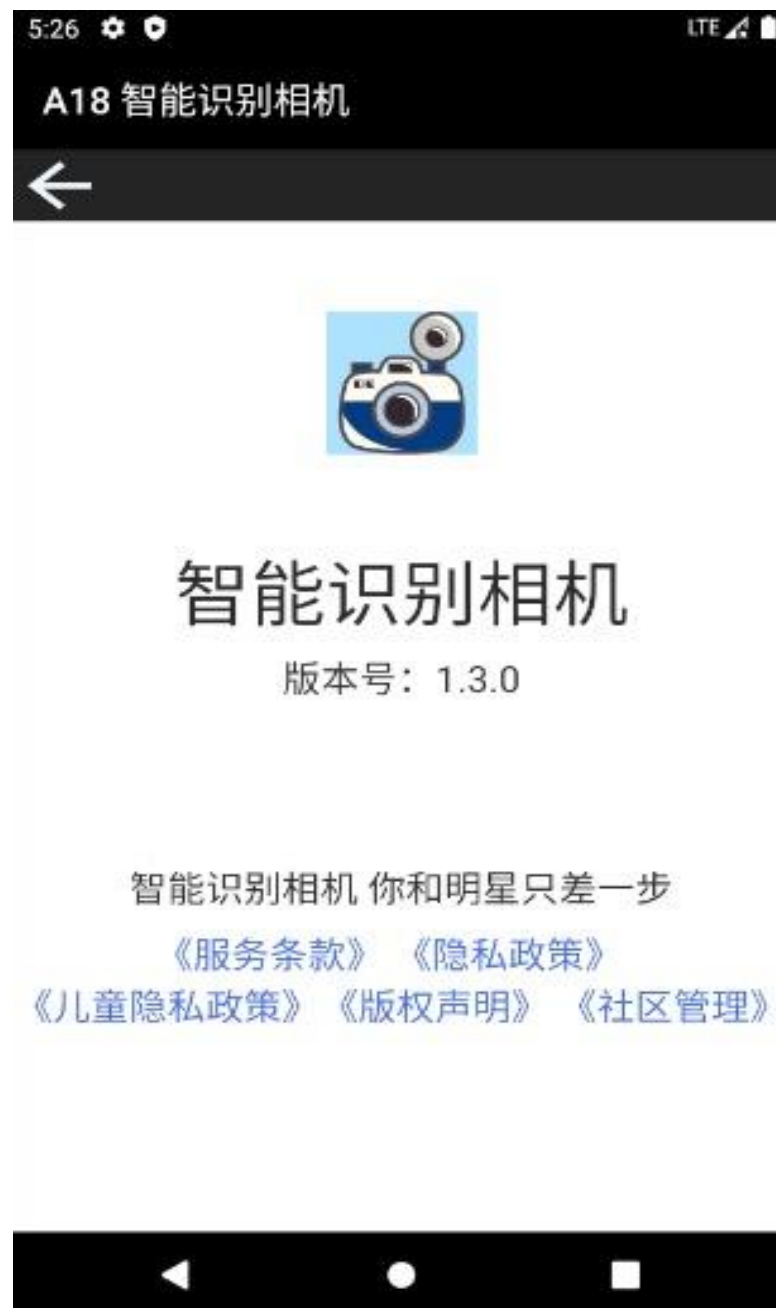 5:26
LTE
A18 智能识别相机
智能识别相机
版本号：1.3.0
智能识别相机 你和明星只差一步
《服务条款》 《隐私政策》
《儿童隐私政策》 《版权声明》 《社区管理》